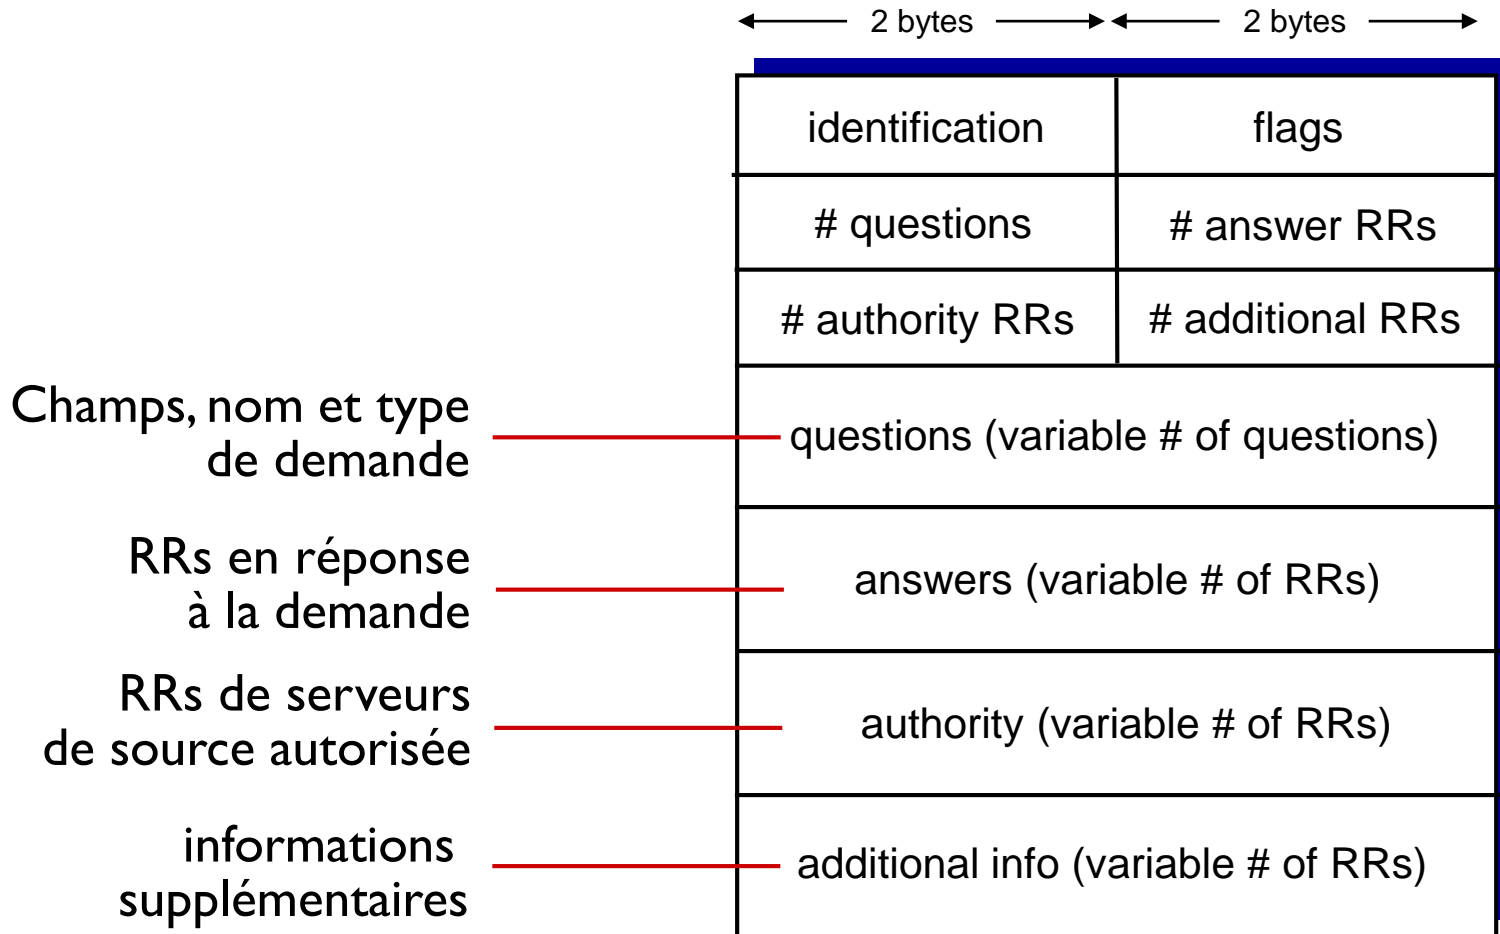 2 bytes 2 bytes
identification flags
# questions # answer RRs
# authority RRs # additional RRs
Champs, nom et type
de demande
questions (variable # of questions)
RRs en réponse
à la demande
answers (variable # of RRs)
RRs de serveurs
de source autorisée
authority (variable # of RRs)
informations
supplémentaires
additional info (variable # of RRs)